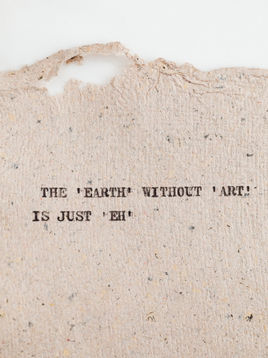 THE 'EARTH' WITHOUT 'ART'
IS JUST 'EH'